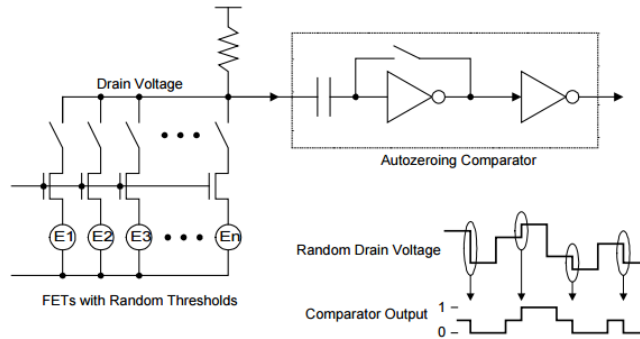 Drain Voltage
E1 E2 E3 En
FETs with Random Thresholds
Autozeroing Comparator
Random Drain Voltage
Comparator Output
1
0